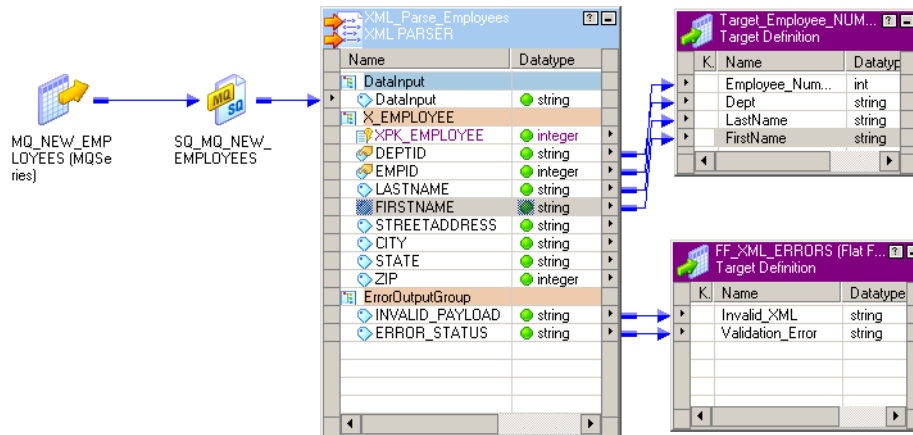 MQ_NEW_EMP
LOYEES (MQSe
ries)
MQ
SQ
SQ_MQ_NEW_
EMPLOYEES
XML_Parse_Employees
XML PARSER
Name Datatype
DataInput
DataInput string
X_EMPLOYEE
XPK_EMPLOYEE integer
DEPTID string
EMPID integer
LASTNAME string
FIRSTNAME string
STREETADDRESS string
CITY string
STATE string
ZIP integer
ErrorOutputGroup
INVALID_PAYLOAD string
ERROR_STATUS string
Target_Employee_NUM...
Target Definition
K. Name Datatyp
Employee_Num... int
Dept string
LastName string
FirstName string
FF_XML_ERRORS (Flat F...
Target Definition
K. Name Datatype
Invalid_XML string
Validation_Error string